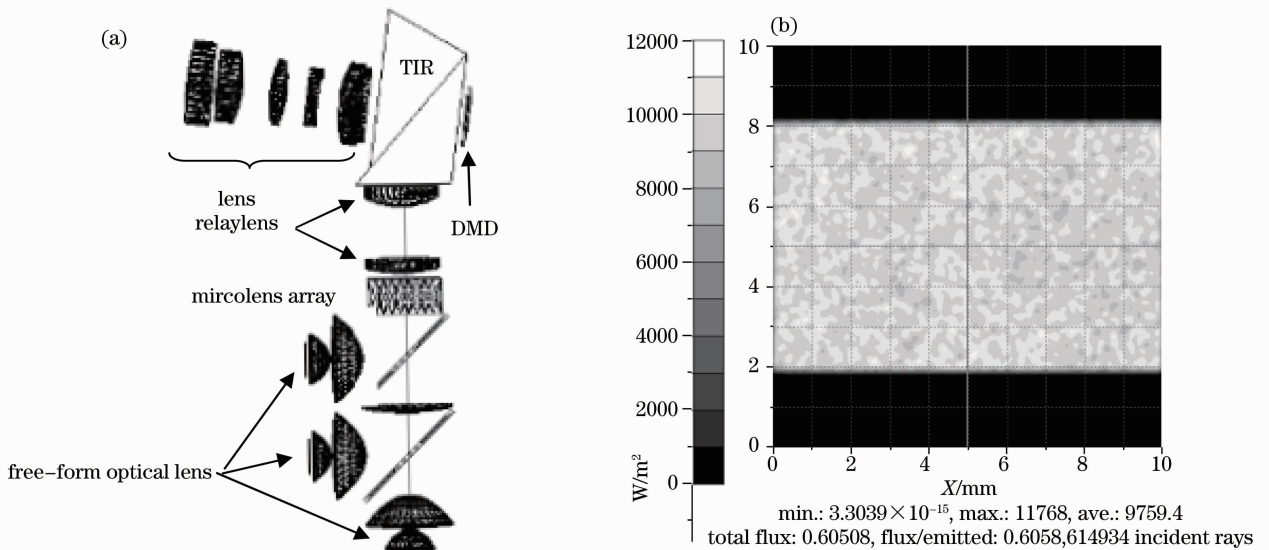 (a)
TIR
lens
relaylens
DMD
mircolens array
free-form optical lens
(b)
12000
10000
8000
6000
4000
2000
0
W/m²
10
8
6
4
2
0
0 2 4 6 8 10
X/mm
min.: 3.3039×10⁻¹⁵, max.: 11768, ave.: 9759.4
total flux: 0.60508, flux/emitted: 0.6058,614934 incident rays